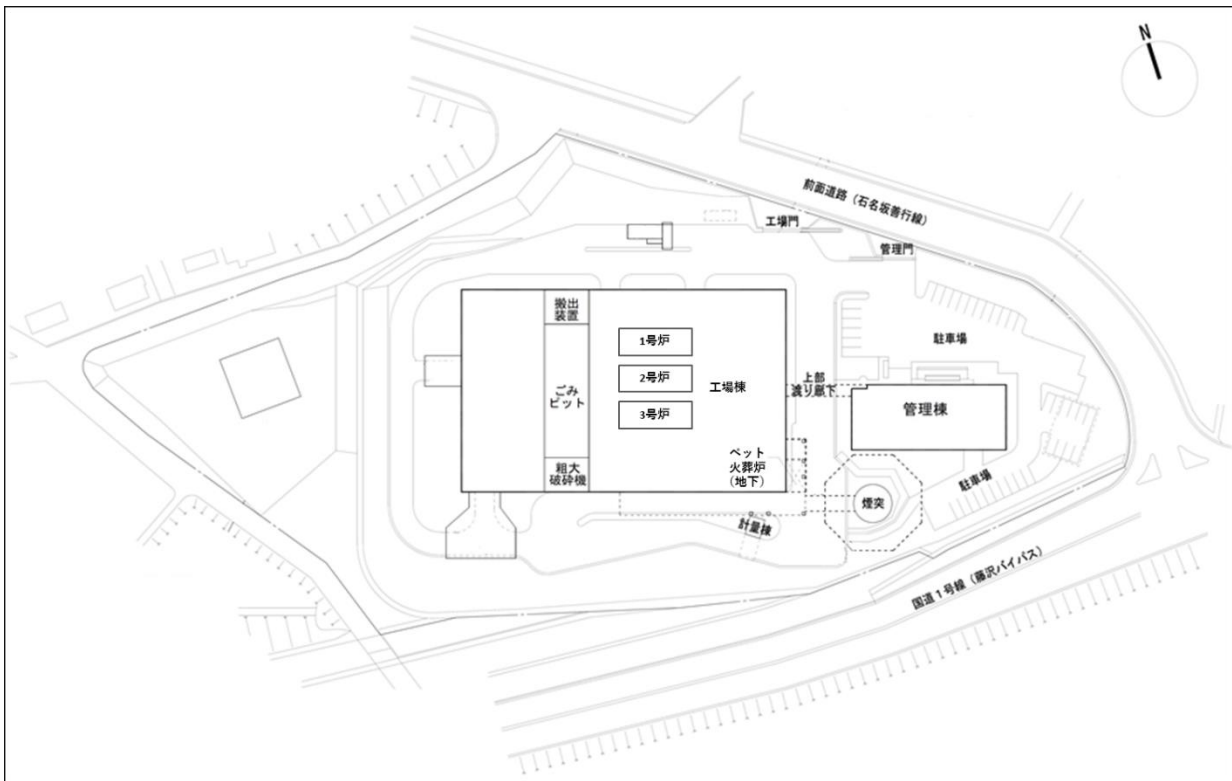 N
前面道路（石名坂善行線）
工場門
管理門
搬出
装置
1号炉
2号炉
3号炉
ごみ
ピット
工場棟
駐車場
上部
渡り廊下
管理棟
粗大
破砕機
ペット
火葬炉
（地下）
駐車場
煙突
計量棟
国道１号線（藤沢バイパス）